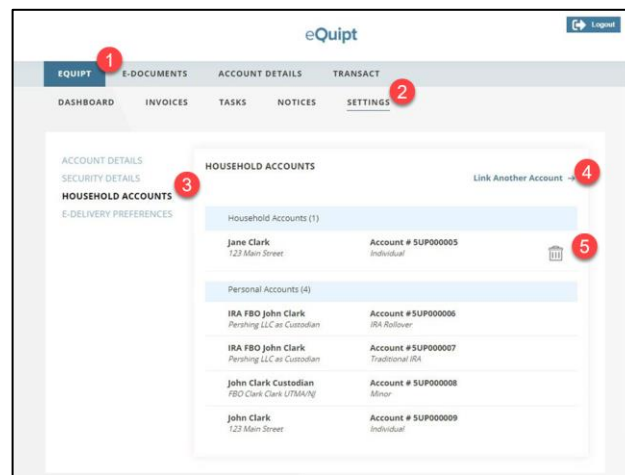 eQuipt
Logout
1
EQUIPT E-DOCUMENTS ACCOUNT DETAILS TRANSACT
2
DASHBOARD INVOICES TASKS NOTICES SETTINGS
ACCOUNT DETAILS
SECURITY DETAILS
HOUSEHOLD ACCOUNTS
E-DELIVERY PREFERENCES
3
HOUSEHOLD ACCOUNTS
Link Another Account →
4
Household Accounts (1)
Jane Clark Account # 5UP000005
123 Main Street Individual
5
Personal Accounts (4)
IRA FBO John Clark Account #5UP000006
Pershing LLC as Custodian IRA Rollover
IRA FBO John Clark Account #5UP000007
Pershing LLC as Custodian Traditional IRA
John Clark Custodian Account # 5UP000008
FBO Clark Clark UTMA/NJ Minor
John Clark Account # 5UP000009
123 Main Street Individual